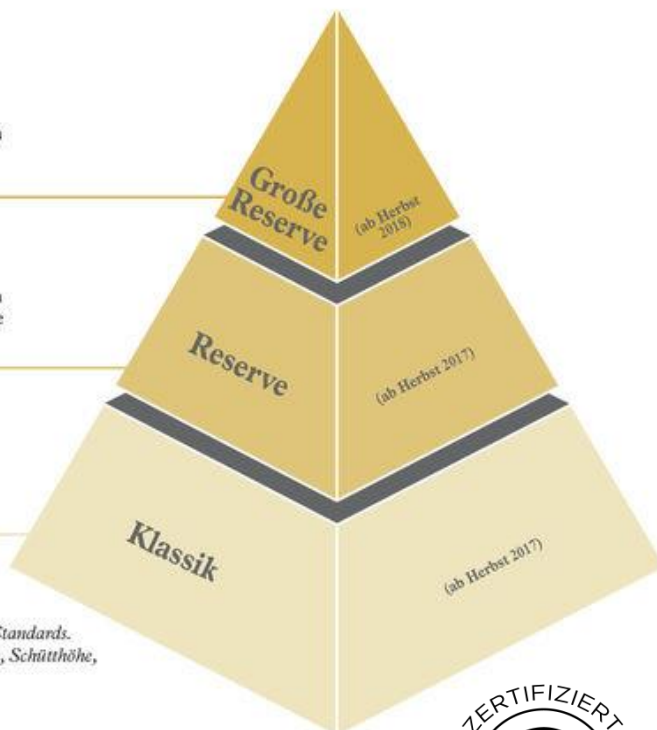 Große
Reserve
(ab Herbst
2018)
Reserve
(ab Herbst 2017)
Klassik
(ab Herbst 2017)
Standards.
, Schütthöhe,
ZERTIFIZIERT